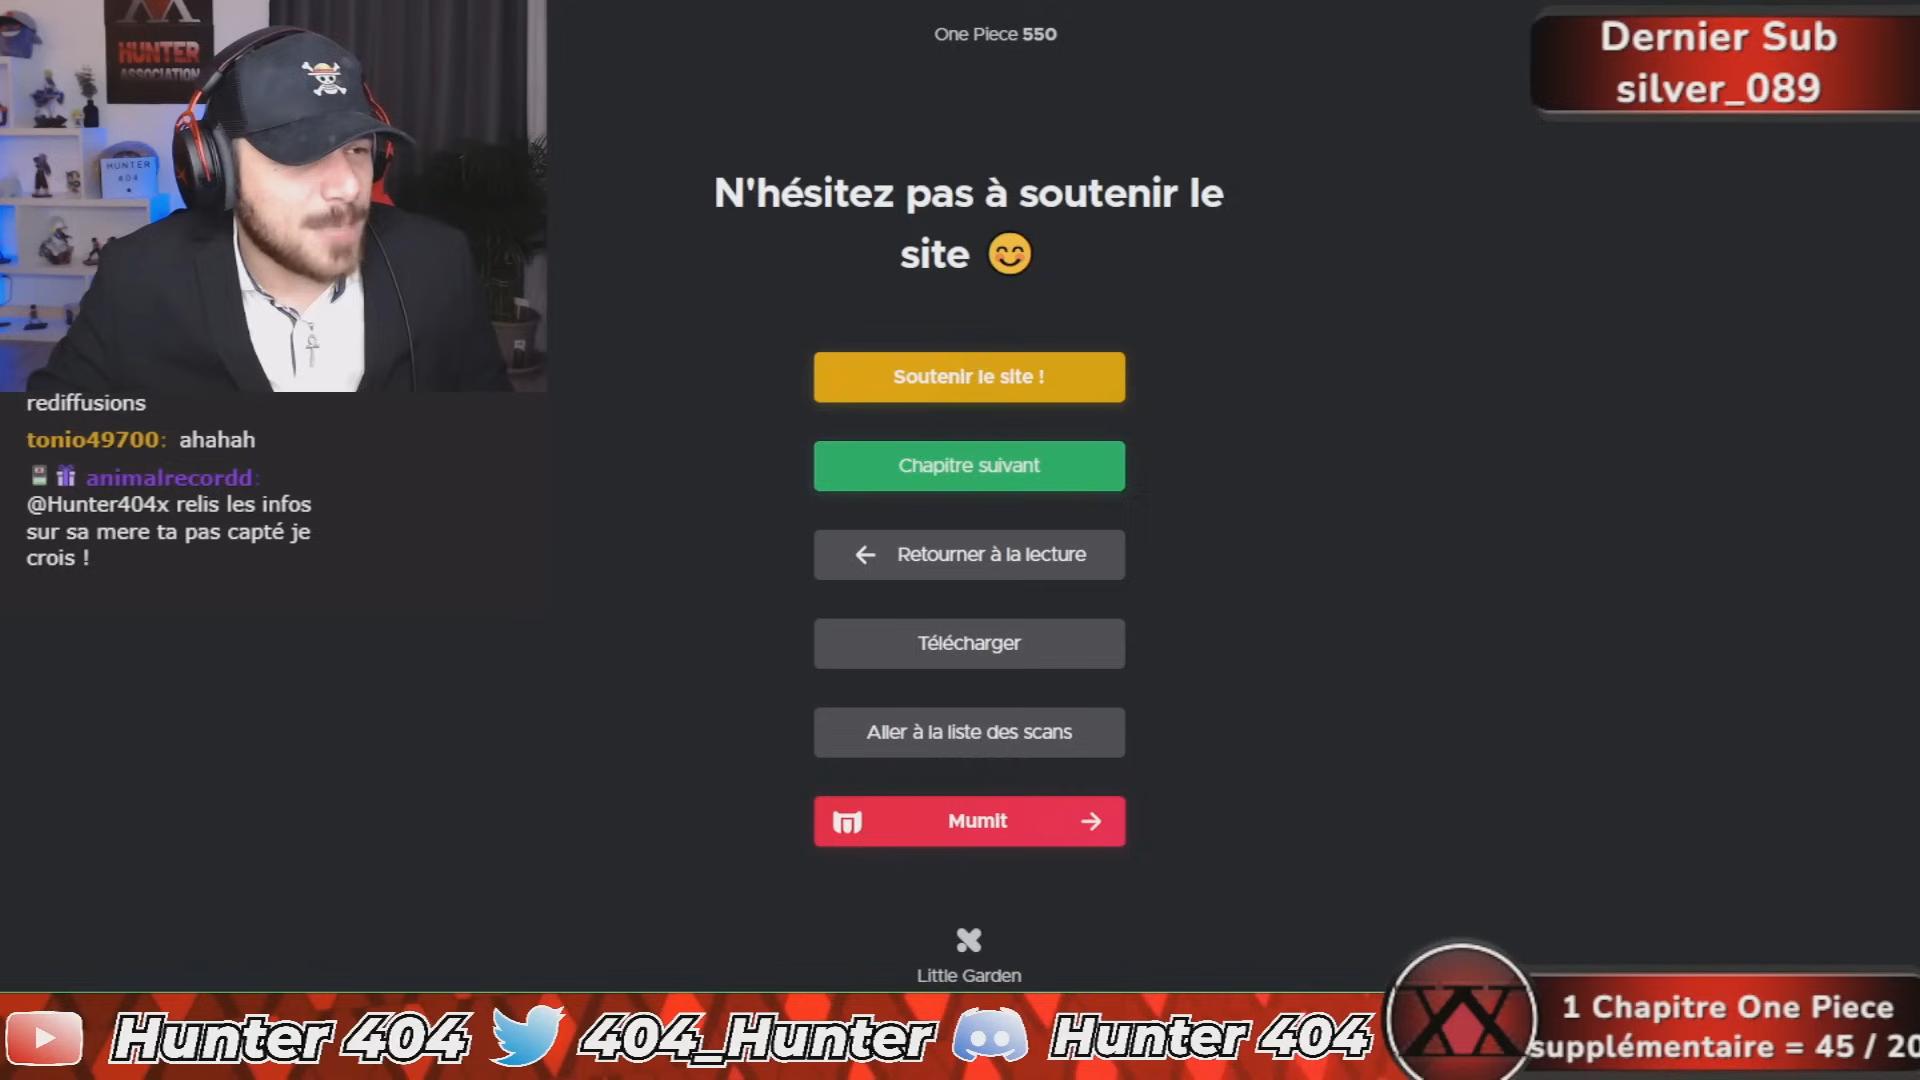 One Piece 550
Dernier Sub
silver_089
HUNTER
ASSOCIATION
HUNTER
#04
N'hésitez pas à soutenir le
site 😊
Soutenir le site !
Chapitre suivant
Retourner à la lecture
Télécharger
Aller à la liste des scans
Mumit
Little Garden
rediffusions
tonio49700: ahahah
animalrecordd:
@Hunter404x relis les infos
sur sa mere ta pas capté je
crois !
Hunter 404
404_Hunter
Hunter 404
1 Chapitre One Piece
supplémentaire = 45 / 20